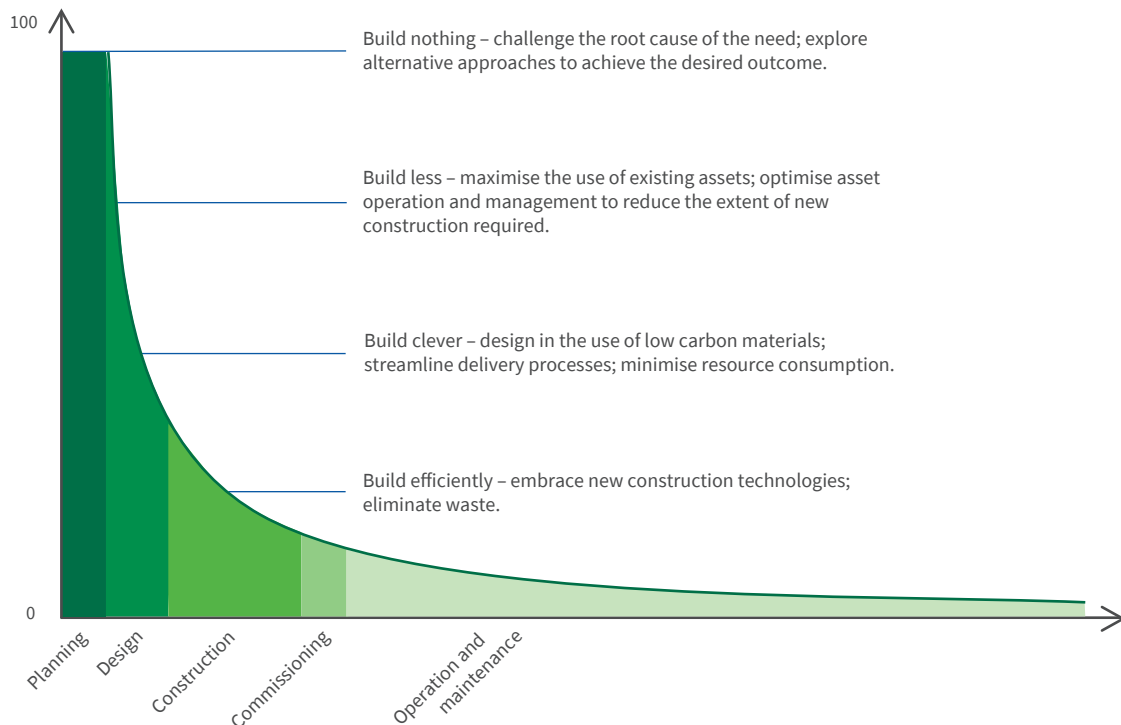 100
Build nothing – challenge the root cause of the need; explore
alternative approaches to achieve the desired outcome.
Build less – maximise the use of existing assets; optimise asset
operation and management to reduce the extent of new
construction required.
Build clever – design in the use of low carbon materials;
streamline delivery processes; minimise resource consumption.
Build efficiently – embrace new construction technologies;
eliminate waste.
0
Planning
Design
Construction
Commissioning
Operation and
maintenance